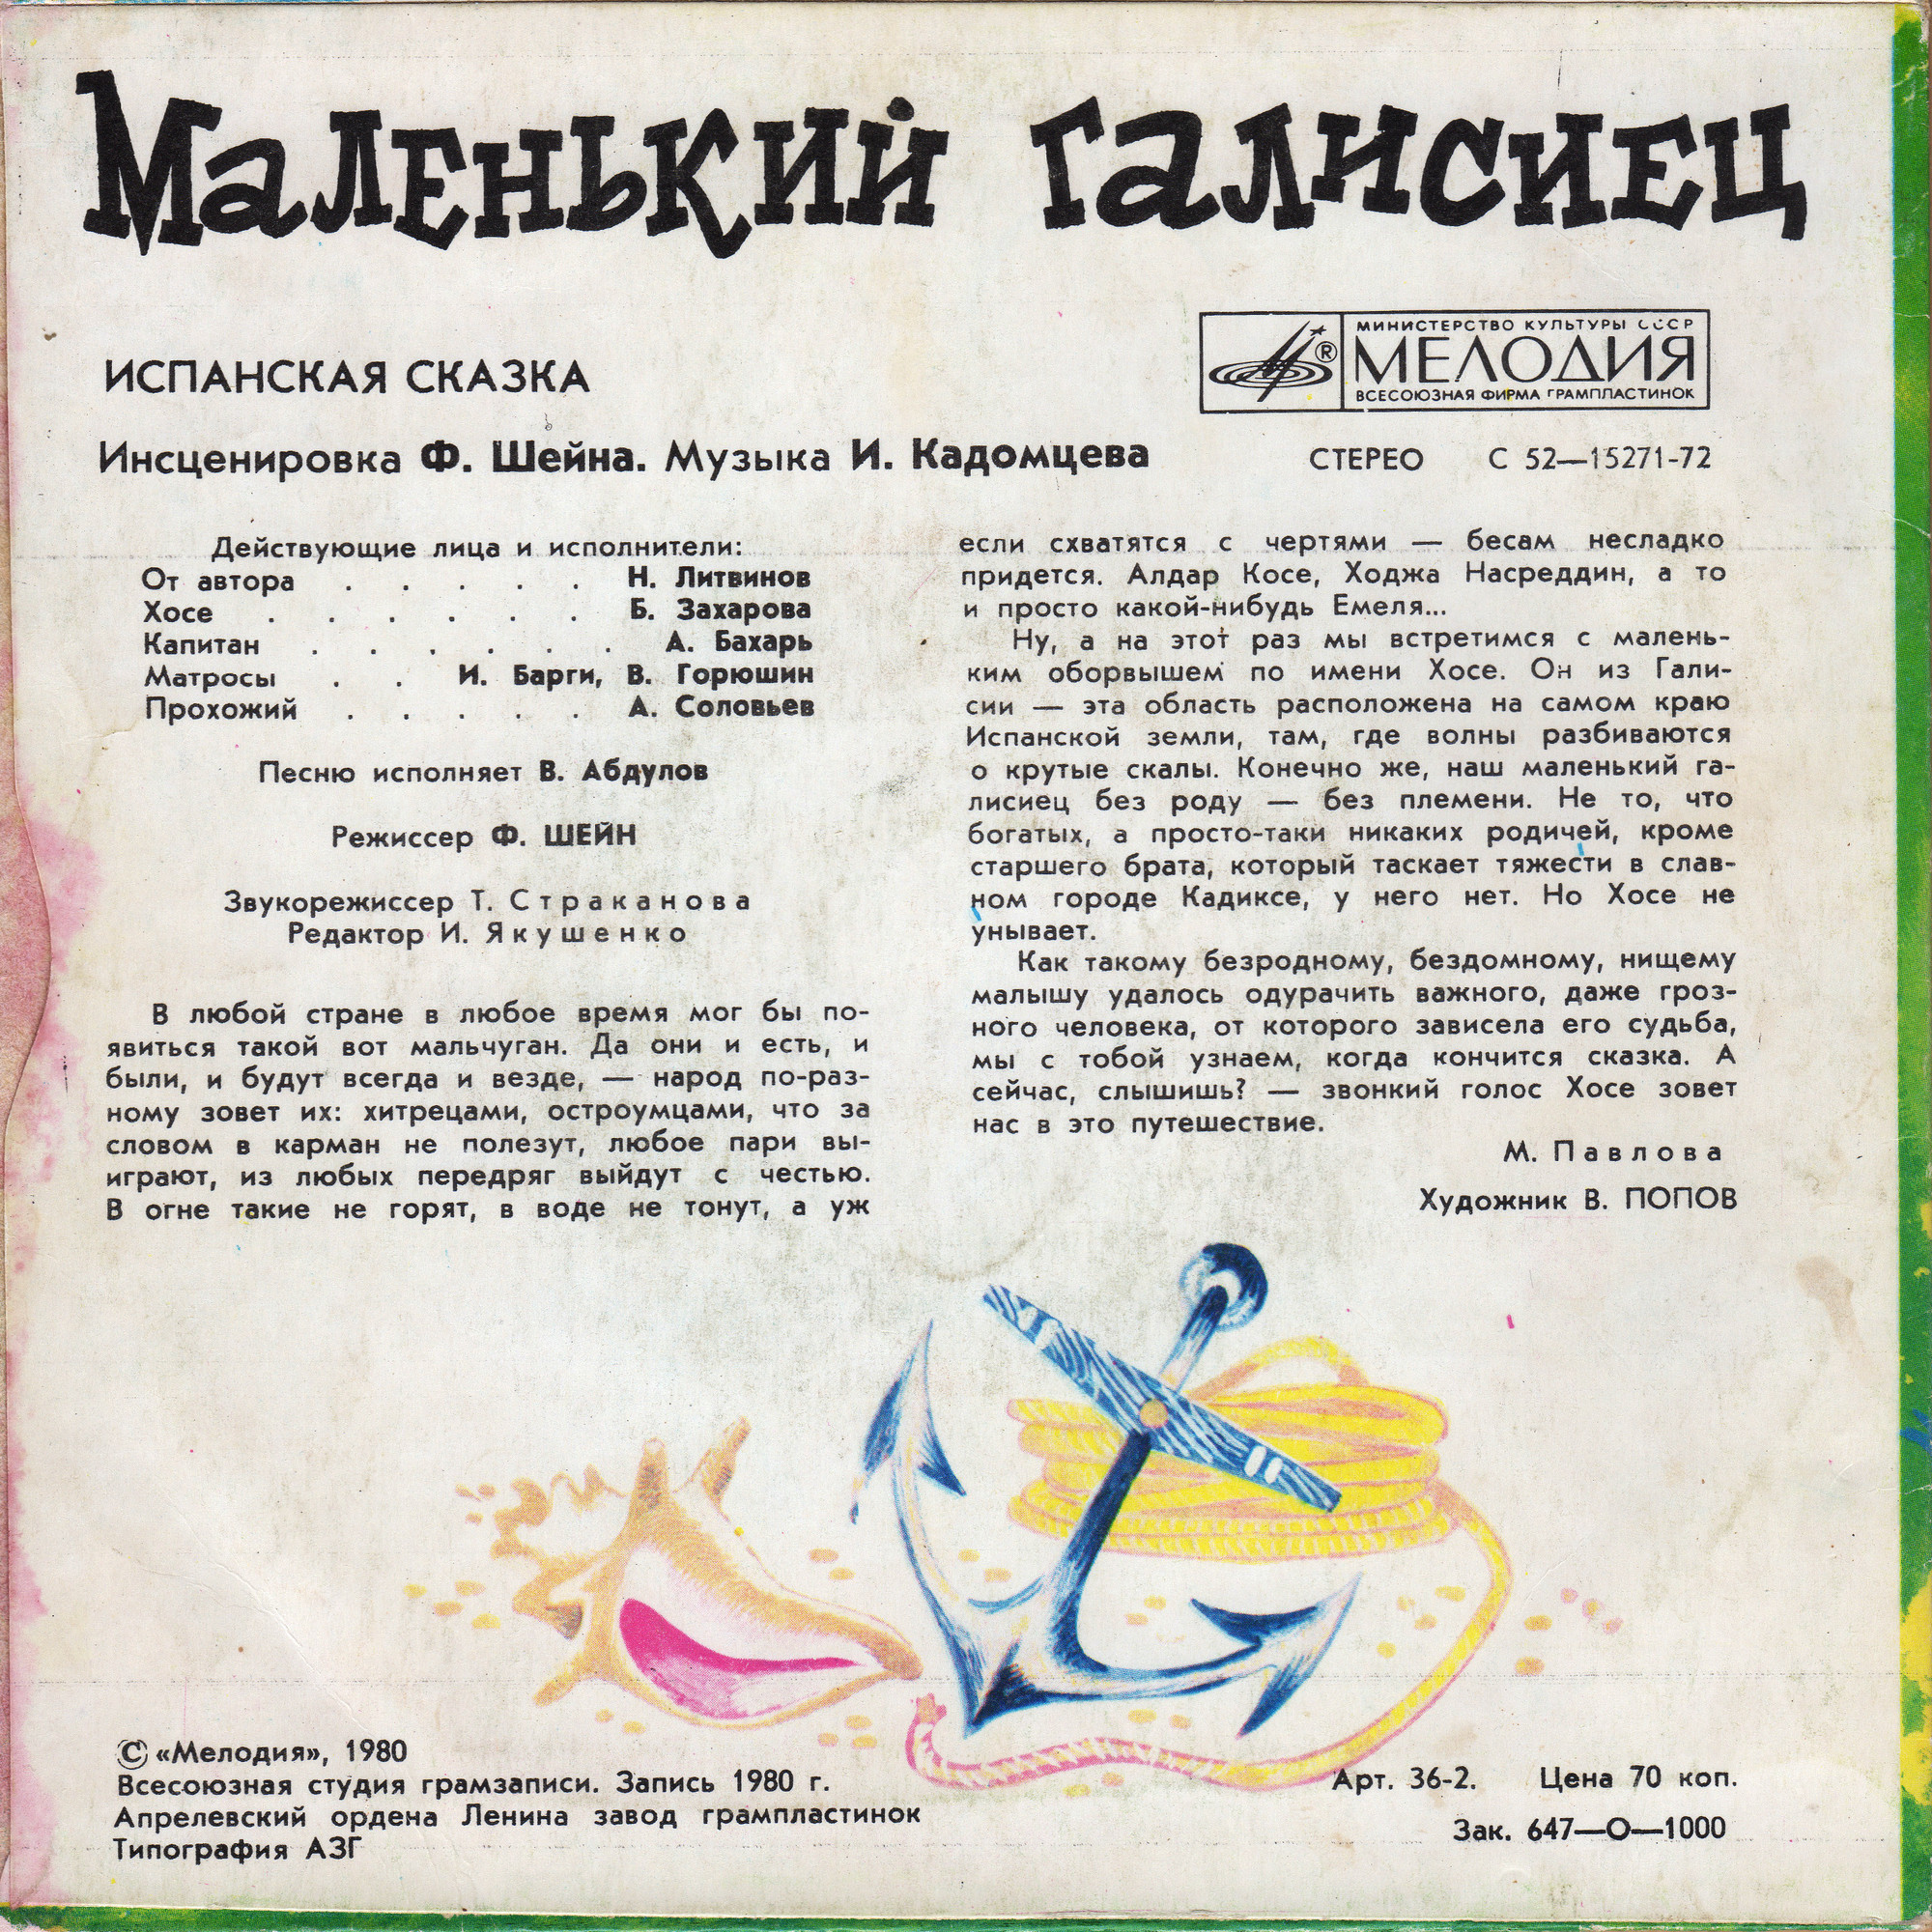 Маленький галисиец
МИНИСТЕРСТВО КУЛЬТУРЫ СССР
МЕЛОДИЯ
ВСЕСОЮЗНАЯ ФИРМА ГРАМПЛАСТИНОК
®
ИСПАНСКАЯ СКАЗКА
Инсценировка Ф. Шейна. Музыка И. Кадомцева
СТЕРЕО С 52—15271-72
Действующие лица и исполнители:
От автора . . . . . Н. Литвинов
Хосе . . . . . . Б. Захарова
Капитан . . . . . . А. Бахарь
Матросы . . И. Барги, В. Горюшин
Прохожий . . . . . А. Соловьев
Песню исполняет В. Абдулов
Режиссер Ф. ШЕЙН
Звукорежиссер Т. Страканова
Редактор И. Якушенко
В любой стране в любое время мог бы по-
явиться такой вот мальчуган. Да они и есть, и
были, и будут всегда и везде, — народ по-раз-
ному зовет их: хитрецами, остроумцами, что за
словом в карман не полезут, любое пари вы-
играют, из любых передряг выйдут с честью.
В огне такие не горят, в воде не тонут, а уж
если схватятся с чертями — бесам несладко
придется. Алдар Косе, Ходжа Насреддин, а то
и просто какой-нибудь Емеля...
Ну, а на этот раз мы встретимся с малень-
ким оборвышем по имени Хосе. Он из Гали-
сии — эта область расположена на самом краю
Испанской земли, там, где волны разбиваются
о крутые скалы. Конечно же, наш маленький га-
лисиец без роду — без племени. Не то, что
богатых, а просто-таки никаких родичей, кроме
старшего брата, который таскает тяжести в слав-
ном городе Кадиксе, у него нет. Но Хосе не
унывает.
Как такому безродному, бездомному, нищему
малышу удалось одурачить важного, даже гроз-
ного человека, от которого зависела его судьба,
мы с тобой узнаем, когда кончится сказка. А
сейчас, слышишь? — звонкий голос Хосе зовет
нас в это путешествие.
М. Павлова
Художник В. ПОПОВ
© «Мелодия», 1980
Всесоюзная студия грамзаписи. Запись 1980 г.
Апрелевский ордена Ленина завод грампластинок
Типография АЗГ
Арт. 36-2. Цена 70 коп.
Зак. 647—О—1000